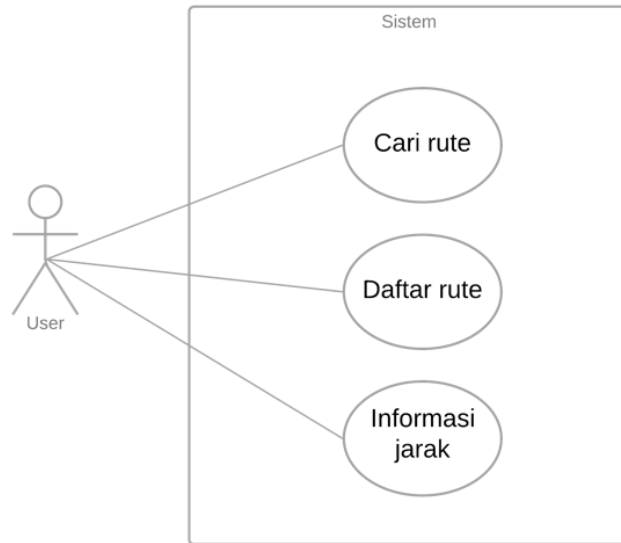 Sistem
Cari rute
Daftar rute
User
Informasi
jarak